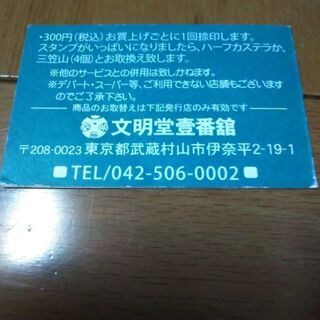 ・300円（税込）お買上げごとに1回捺印します。
スタンプがいっぱいになりましたら、ハーフカステラか、
三笠山（4個）とお取換え致します。
※他のサービスとの併用は致しかねます。
※デパート・スーパー等、ご利用できない店舗もございます
のでご了承下さい。
商品のお取替えは下記発行店のみ有効です
文明堂壹番舘
〒208-0023 東京都武蔵村山市伊奈平2-19-1
■TEL/042-506-0002■